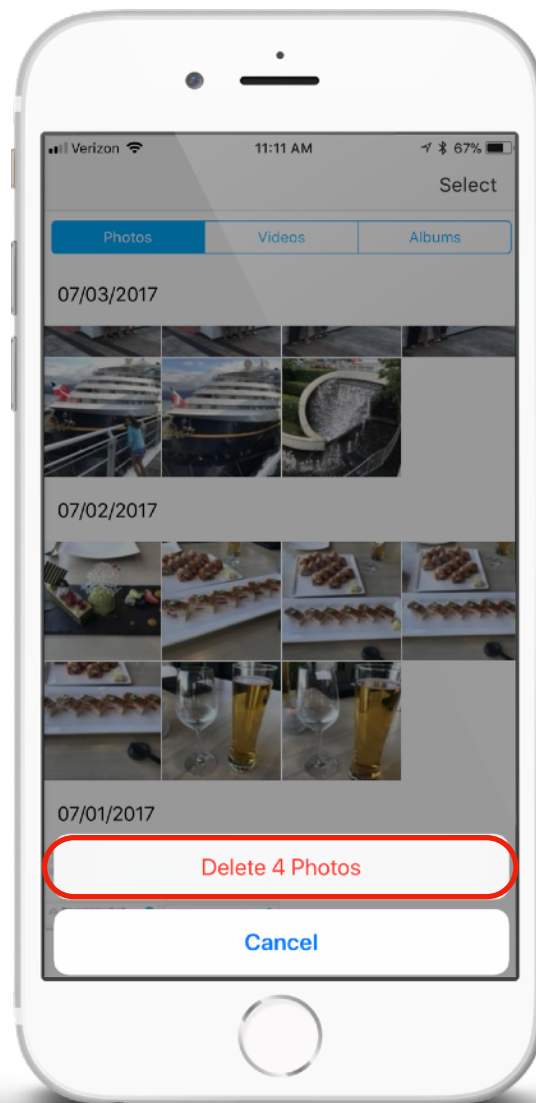 Verizon 11:11 AM 67%
Select
Photos Videos Albums
07/03/2017
07/02/2017
07/01/2017
Delete 4 Photos
Cancel